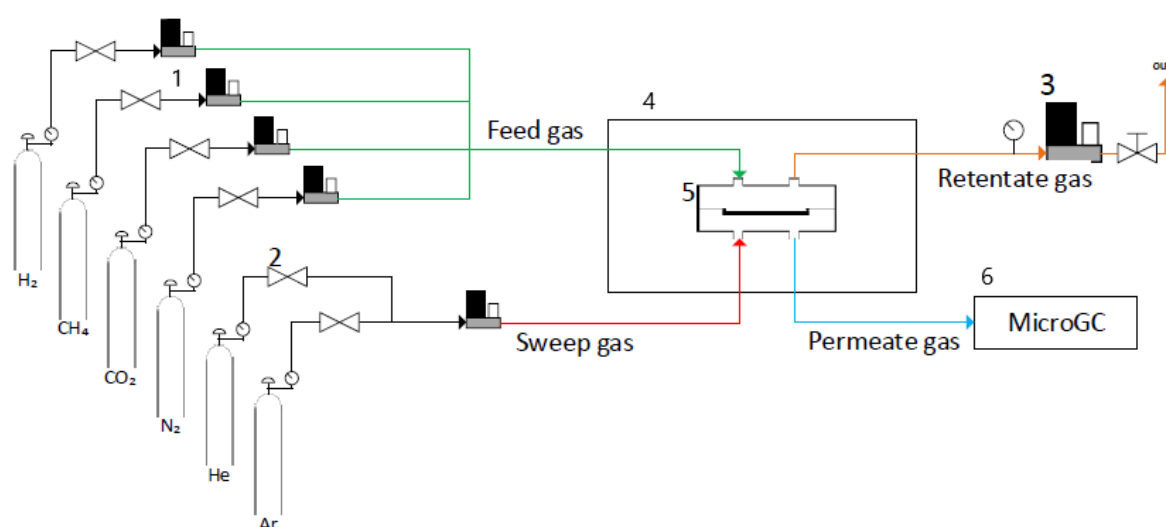 ou
3
1
4
Feed gas
Retentate gas
5
H₂
2
6
CH₄
MicroGC
Sweep gas
Permeate gas
CO₂
N₂
He
Ar